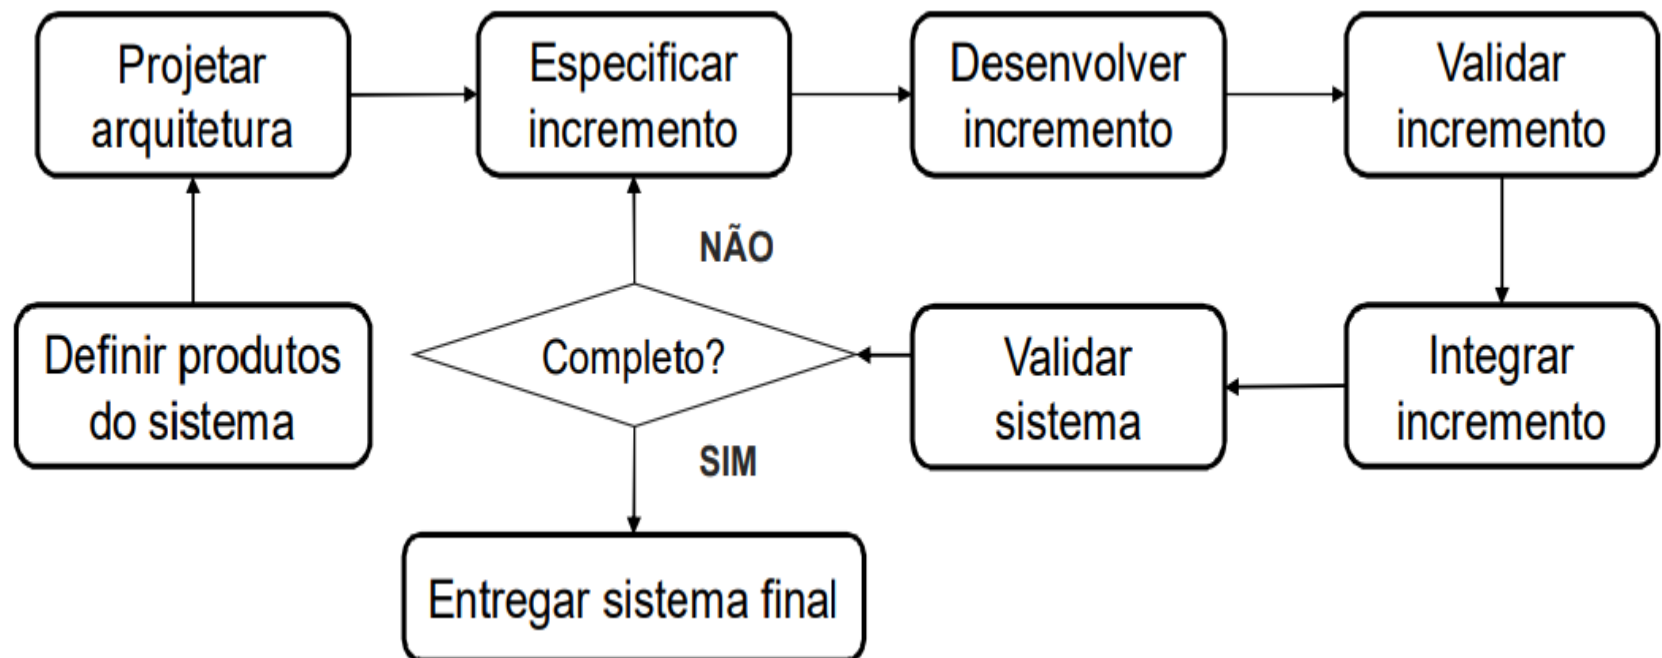 Projetar
arquitetura
Especificar
incremento
Desenvolver
incremento
Validar
incremento
NÃO
Definir produtos
do sistema
Completo?
Validar
sistema
Integrar
incremento
SIM
Entregar sistema final